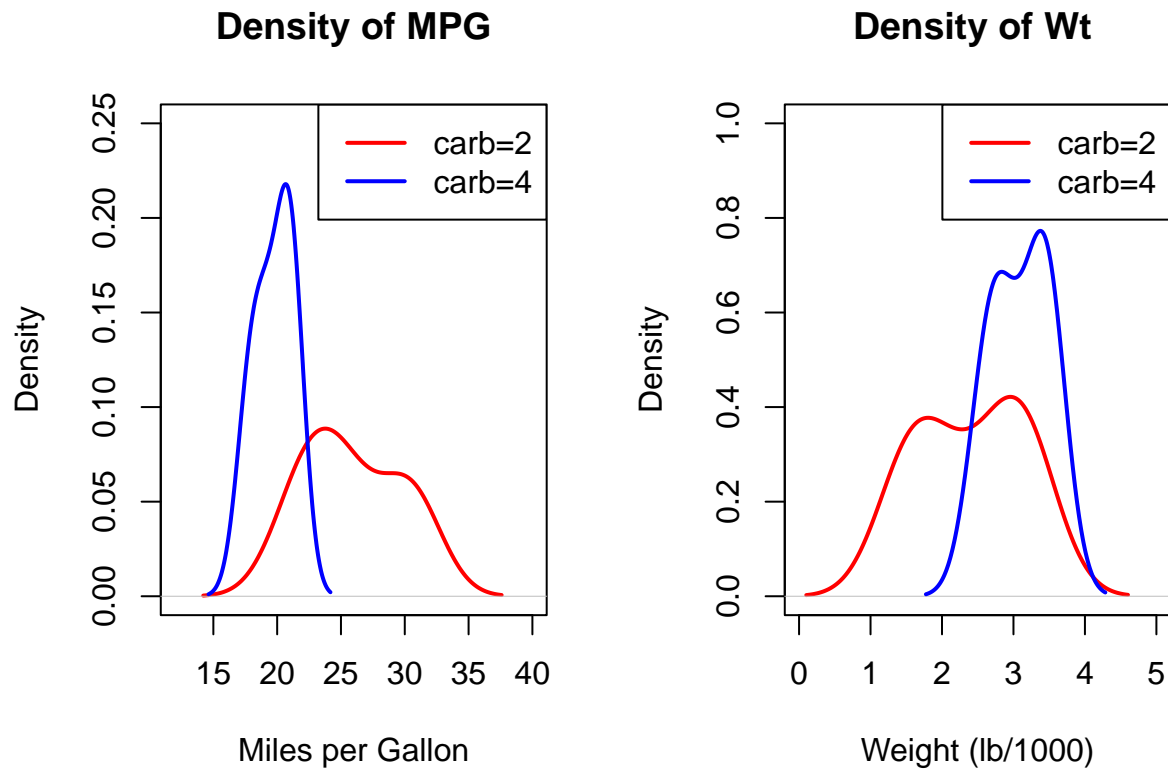 Density of MPG
Density
0.00 0.05 0.10 0.15 0.20 0.25
carb=2
carb=4
15 20 25 30 35 40
Miles per Gallon
Density of Wt
Density
0.0 0.2 0.4 0.6 0.8 1.0
carb=2
carb=4
0 1 2 3 4 5
Weight (lb/1000)